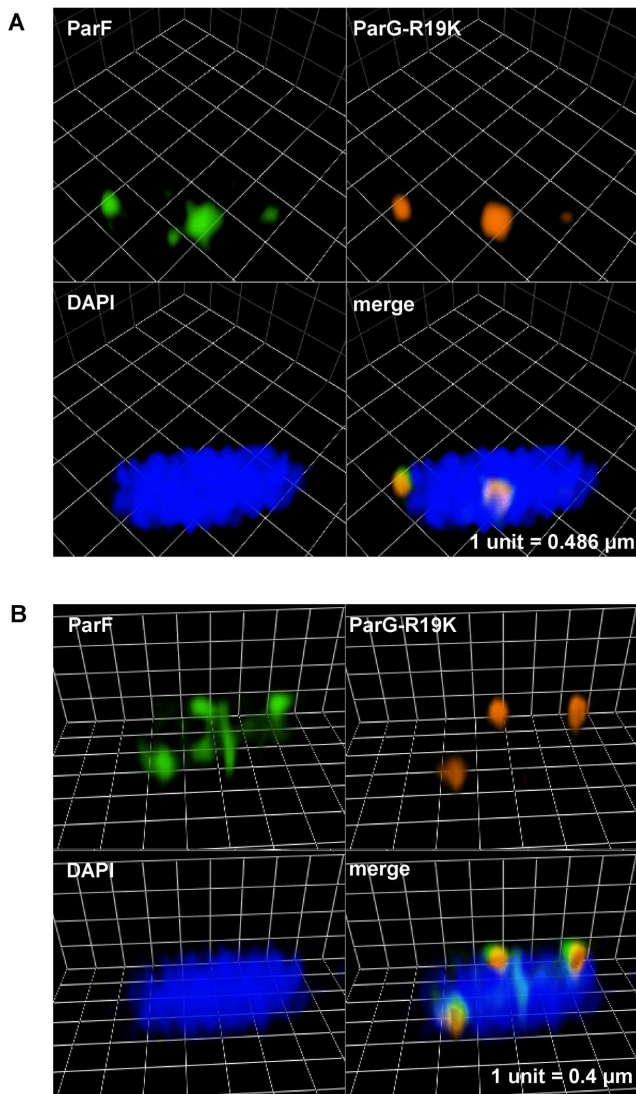 A
ParF
ParG-R19K
DAPI
merge
1 unit = 0.486 µm
B
ParF
ParG-R19K
DAPI
merge
1 unit = 0.4 µm